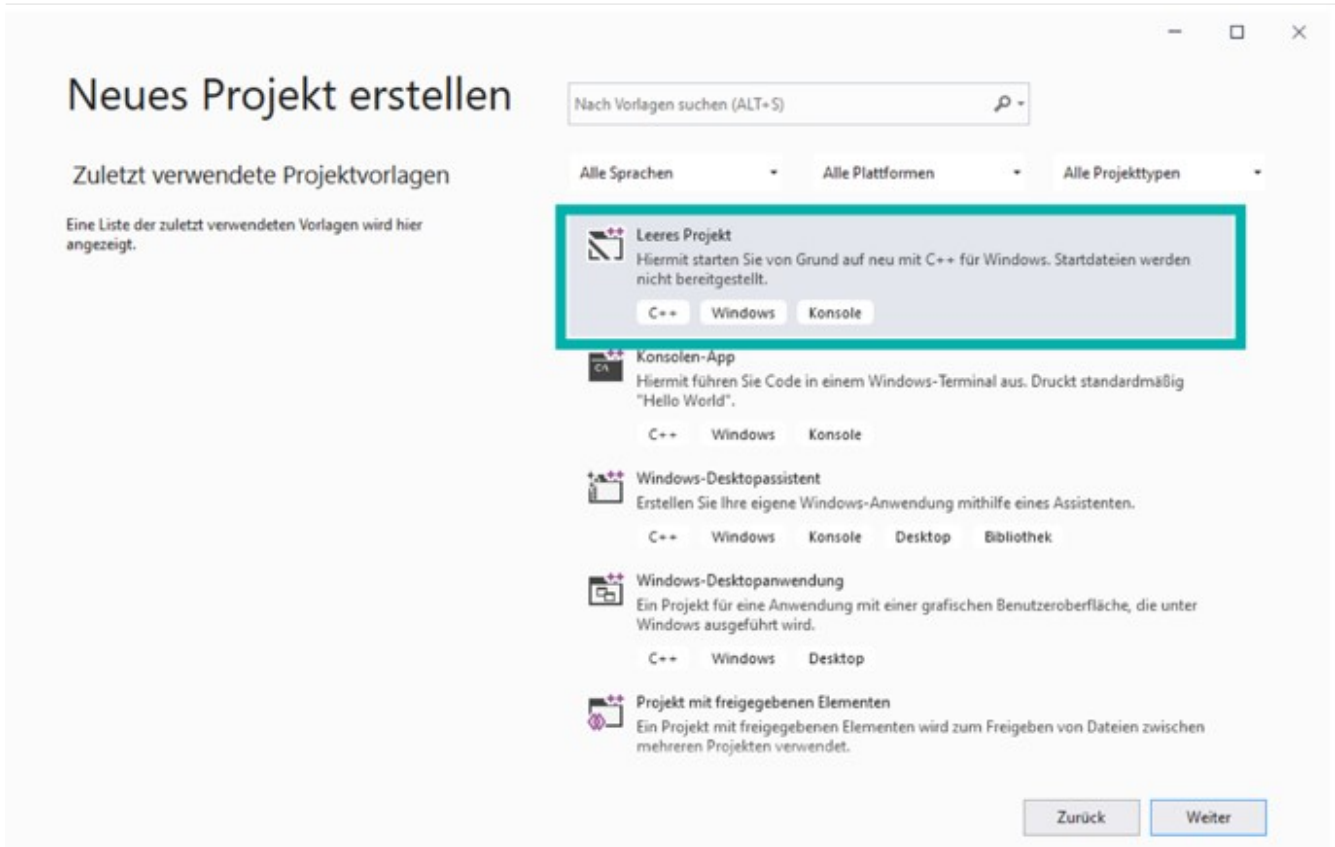 Neues Projekt erstellen
Nach Vorlagen suchen (ALT+S)
Zuletzt verwendete Projektvorlagen
Alle Sprachen
Alle Plattformen
Alle Projekttypen
Eine Liste der zuletzt verwendeten Vorlagen wird hier
angezeigt.
Leeres Projekt
Hiermit starten Sie von Grund auf neu mit C++ für Windows. Startdateien werden
nicht bereitgestellt.
C++ Windows Konsole
Konsolen-App
Hiermit führen Sie Code in einem Windows-Terminal aus. Druckt standardmäßig
"Hello World".
C++ Windows Konsole
Windows-Desktopassistent
Erstellen Sie Ihre eigene Windows-Anwendung mithilfe eines Assistenten.
C++ Windows Konsole Desktop Bibliothek
Windows-Desktopanwendung
Ein Projekt für eine Anwendung mit einer grafischen Benutzeroberfläche, die unter
Windows ausgeführt wird.
C++ Windows Desktop
Projekt mit freigegebenen Elementen
Ein Projekt mit freigegebenen Elementen wird zum Freigeben von Dateien zwischen
mehreren Projekten verwendet.
Zurück
Weiter